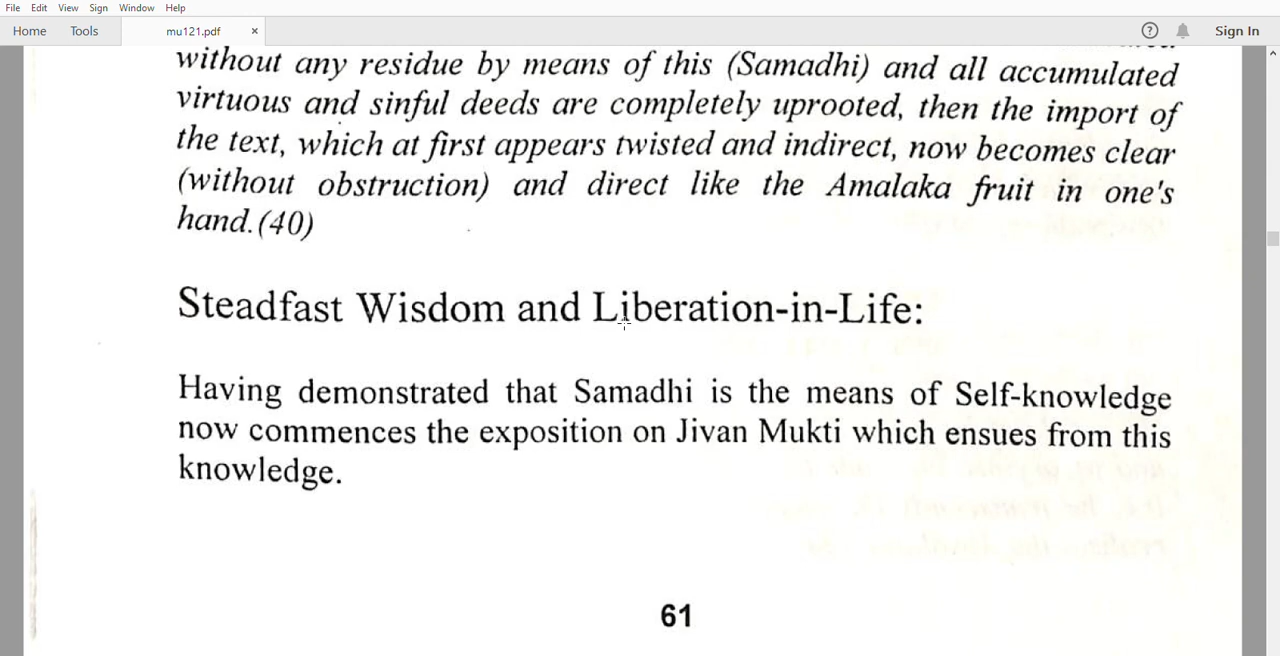 File Edit View Sign Window Help
Home Tools mu121.pdf × ? Sign In
without any residue by means of this (Samadhi) and all accumulated
virtuous and sinful deeds are completely uprooted, then the import of
the text, which at first appears twisted and indirect, now becomes clear
(without obstruction) and direct like the Amalaka fruit in one's
hand.(40)
Steadfast Wisdom and Liberation-in-Life:
Having demonstrated that Samadhi is the means of Self-knowledge
now commences the exposition on Jivan Mukti which ensues from this
knowledge.
61